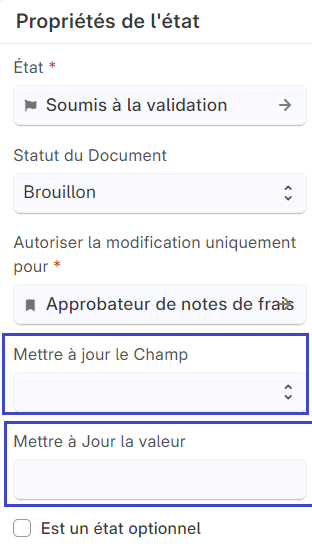 Propriétés de l'état
État *
Soumis à la validation
Statut du Document
Brouillon
Autoriser la modification uniquement
pour *
Approbateur de notes de frais
Mettre à jour le Champ
Mettre à Jour la valeur
Est un état optionnel